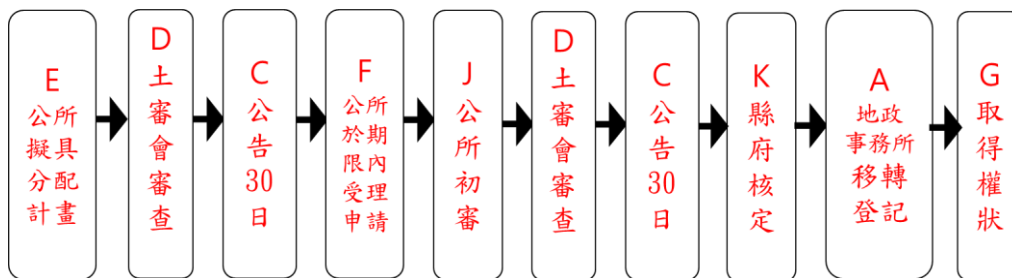 E
公所
擬具
分配
計畫
D
土
審
會
審
查
C
公
告
30
日
F
公所
於期
限內
受理
申請
J
公
所
初
審
D
土
審
會
審
查
C
公
告
30
日
K
縣
府
核
定
A
地政
事務所
移轉
登記
G
取
得
權
狀